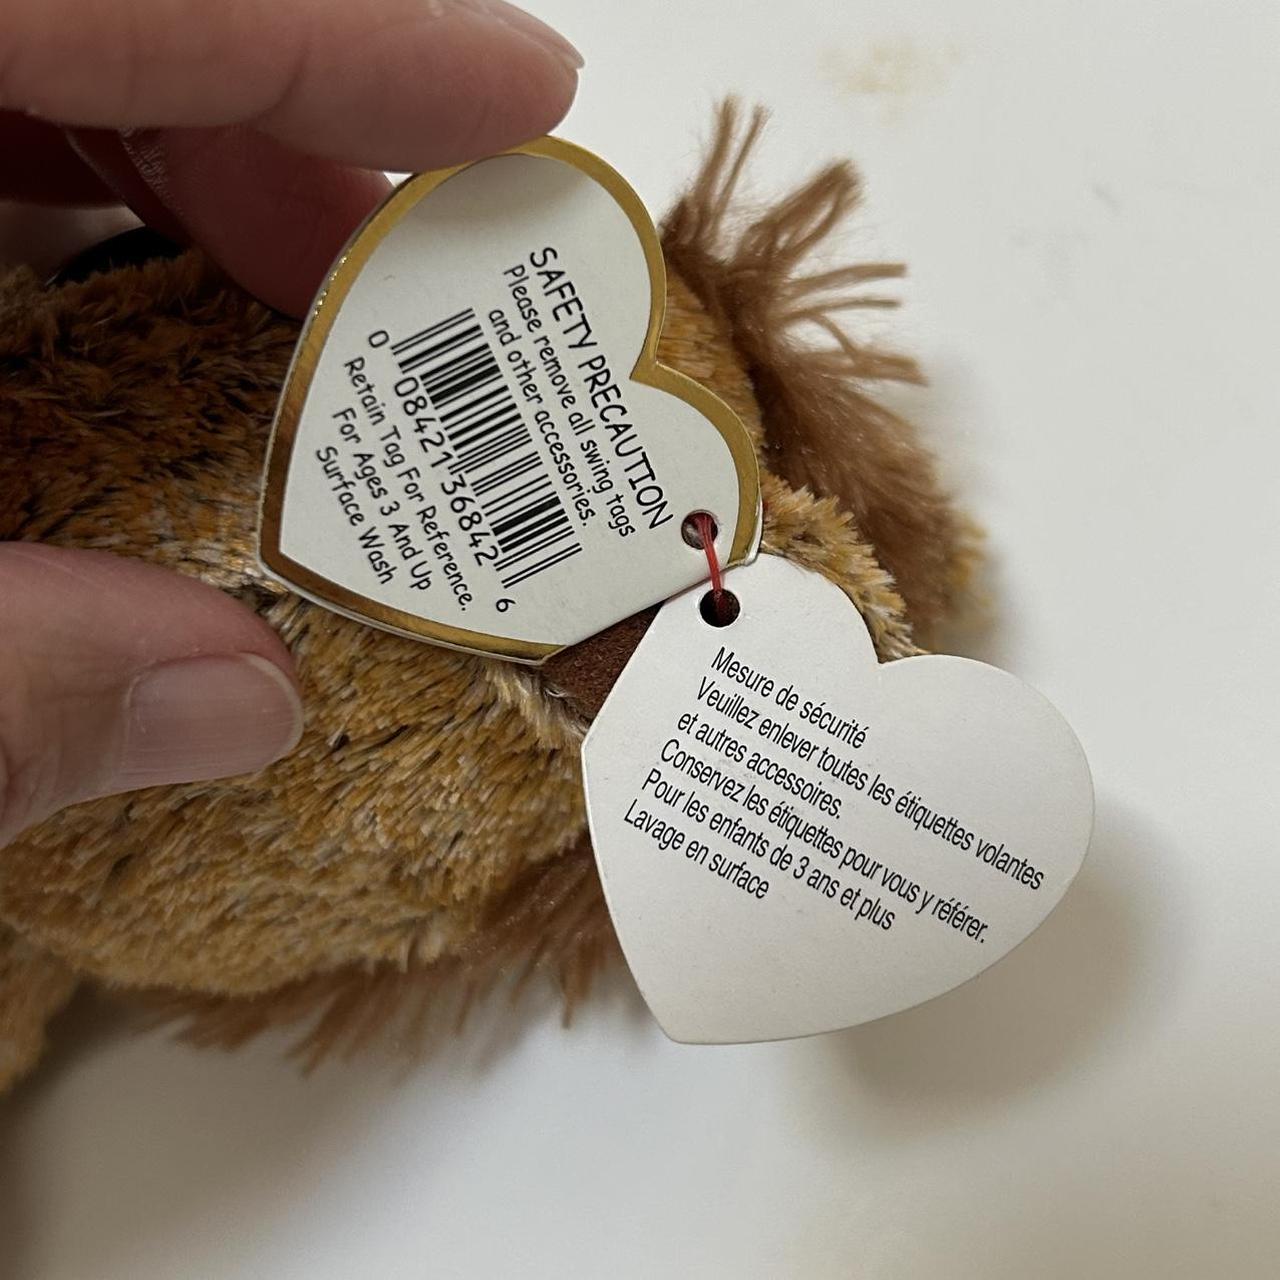 SAFETY PRECAUTION
Please remove all swing tags
and other accessories.
0 08421 36842 6
Retain Tag For Reference.
For Ages 3 And Up
Surface Wash
Mesure de sécurité
Veuillez enlever toutes les étiquettes volantes
et autres accessoires.
Conservez les étiquettes pour vous y référer.
Pour les enfants de 3 ans et plus
Lavage en surface